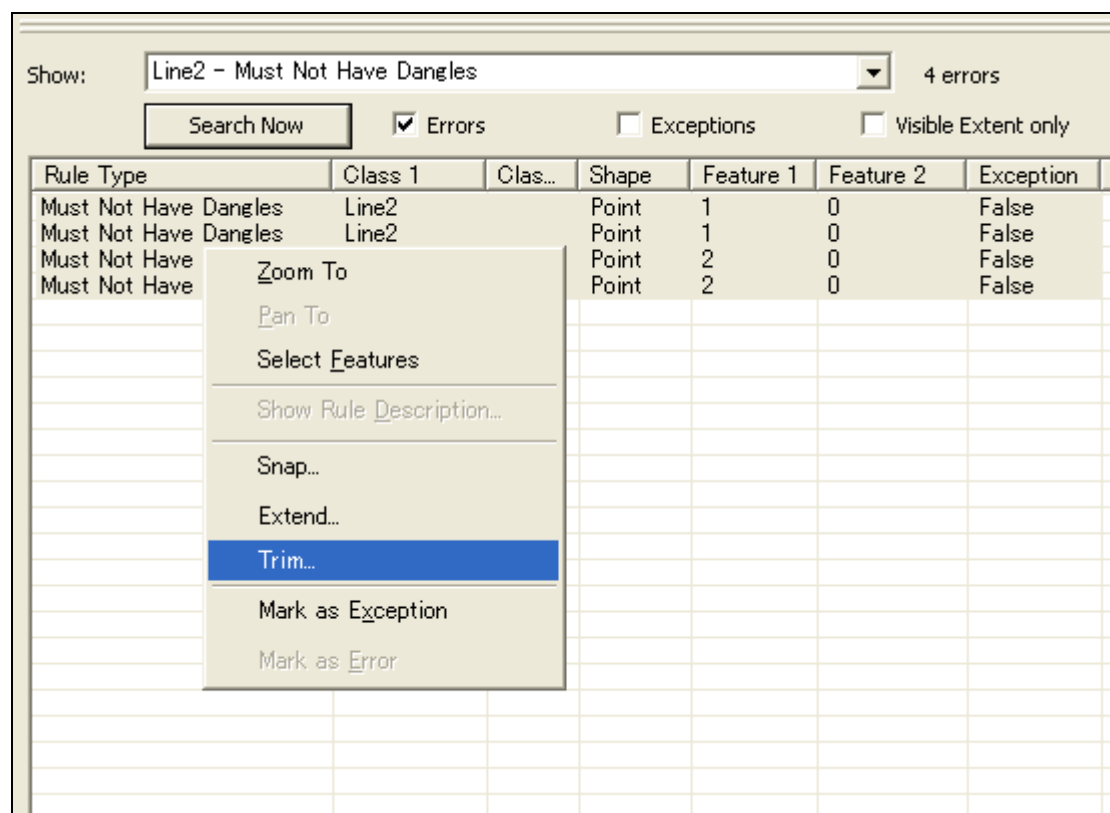 Show: Line2 - Must Not Have Dangles 4 errors
Search Now Errors Exceptions Visible Extent only
Rule Type Class 1 Clas... Shape Feature 1 Feature 2 Exception
Must Not Have Dangles Line2 Point 1 0 False
Must Not Have Dangles Line2 Point 1 0 False
Must Not Have Point 2 0 False
Must Not Have Point 2 0 False
Zoom To
Pan To
Select Features
Show Rule Description...
Snap...
Extend...
Trim...
Mark as Exception
Mark as Error